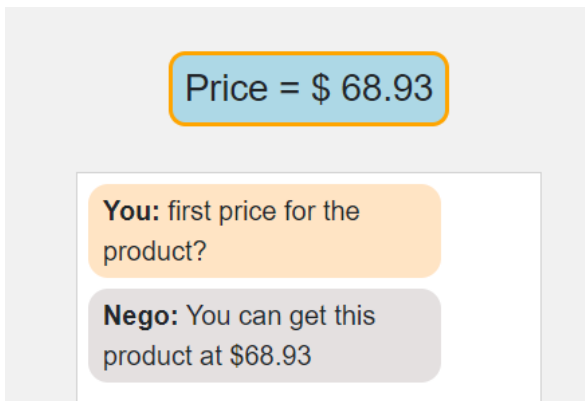 Price = $ 68.93
You: first price for the
product?
Nego: You can get this
product at $68.93